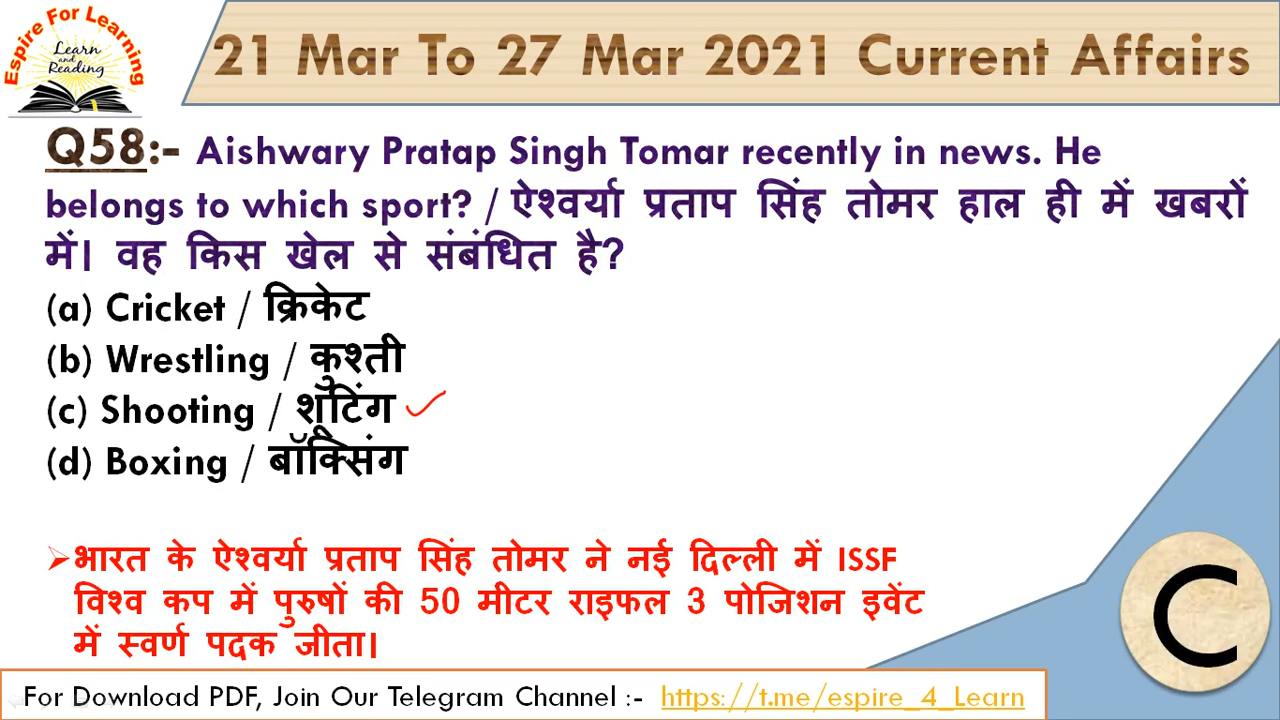 Espire For Learning
Learn
and
Reading
21 Mar To 27 Mar 2021 Current Affairs
Q58:- Aishwary Pratap Singh Tomar recently in news. He
belongs to which sport? / ऐश्वर्या प्रताप सिंह तोमर हाल ही में खबरों
में। वह किस खेल से संबंधित है?
(a) Cricket / क्रिकेट
(b) Wrestling / कुश्ती
(c) Shooting / शूटिंग
(d) Boxing / बॉक्सिंग
भारत के ऐश्वर्या प्रताप सिंह तोमर ने नई दिल्ली में ISSF
विश्व कप में पुरुषों की 50 मीटर राइफल 3 पोजिशन इवेंट
में स्वर्ण पदक जीता।
C
For Download PDF, Join Our Telegram Channel :- https://t.me/espire_4_Learn